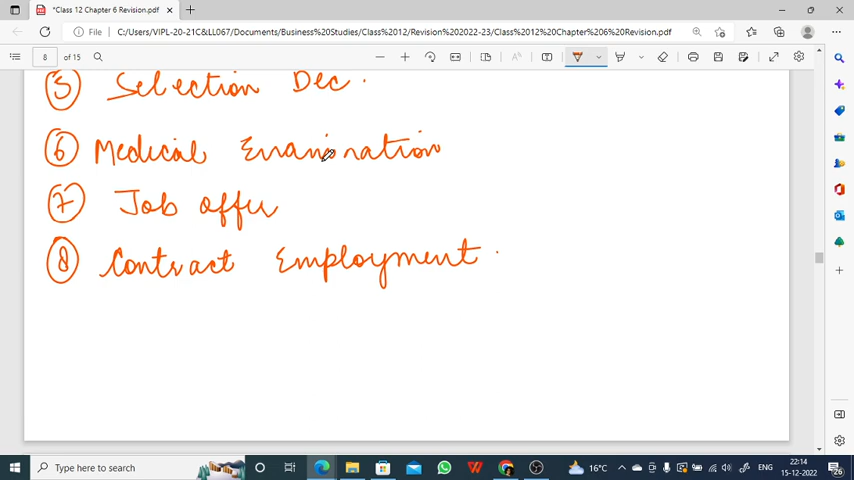 *Class 12 Chapter 6 Revision.pdf
File
C:/Users/VIPL-20-21C&LL067/Documents/Business%20Studies/Class%2012/Revision%202022-23/Class%2012%20Chapter%206%20Revision.pdf
8 of 15
5 Selection Dec.
6 Medical Examination
7 Job offer
8 Contract Employment.
Type here to search
16°C
ENG
22:14
15-12-2022
26